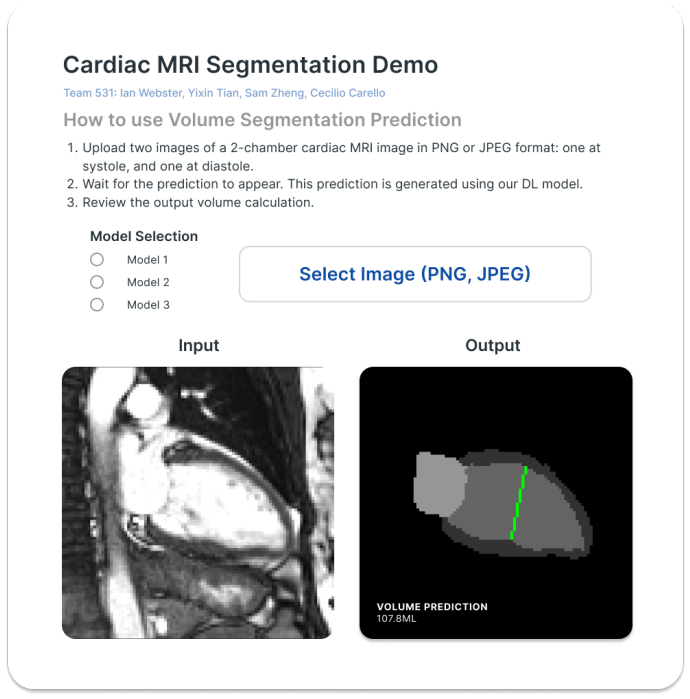 Cardiac MRI Segmentation Demo
Team 531: Ian Webster, Yixin Tian, Sam Zheng, Cecilio Carello
How to use Volume Segmentation Prediction
1. Upload two images of a 2-chamber cardiac MRI image in PNG or JPEG format: one at
systole, and one at diastole.
2. Wait for the prediction to appear. This prediction is generated using our DL model.
3. Review the output volume calculation.
Model Selection
Model 1
Model 2
Model 3
Select Image (PNG, JPEG)
Input
Output
VOLUME PREDICTION
107.8ML